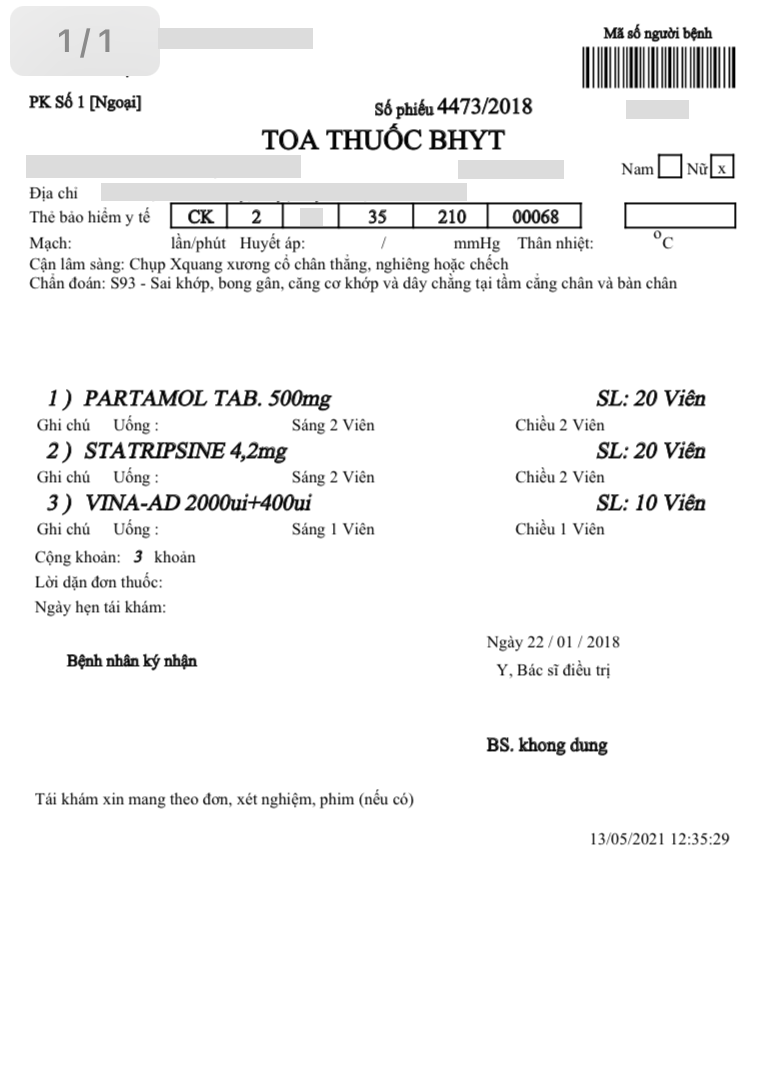 1/1
Mã số người bệnh
PK Số 1 [Ngoại]
Số phiếu 4473/2018
TOA THUỐC BHYT
Nam Nữ x
Địa chỉ
Thẻ bảo hiểm y tế CK 2 35 210 00068
Mạch: lần/phút Huyết áp: / mmHg Thân nhiệt: °C
Cận lâm sàng: Chụp Xquang xương cổ chân thẳng, nghiêng hoặc chếch
Chẩn đoán: S93 - Sai khớp, bong gân, căng cơ khớp và dây chằng tại tầm cẳng chân và bàn chân
1 ) PARTAMOL TAB. 500mg SL: 20 Viên
Ghi chú Uống : Sáng 2 Viên Chiều 2 Viên
2 ) STATRIPSINE 4,2mg SL: 20 Viên
Ghi chú Uống : Sáng 2 Viên Chiều 2 Viên
3 ) VINA-AD 2000ui+400ui SL: 10 Viên
Ghi chú Uống : Sáng 1 Viên Chiều 1 Viên
Cộng khoản: 3 khoản
Lời dặn đơn thuốc:
Ngày hẹn tái khám:
Ngày 22 / 01 / 2018
Bệnh nhân ký nhận
Y, Bác sĩ điều trị
BS. khong dung
Tái khám xin mang theo đơn, xét nghiệm, phim (nếu có)
13/05/2021 12:35:29